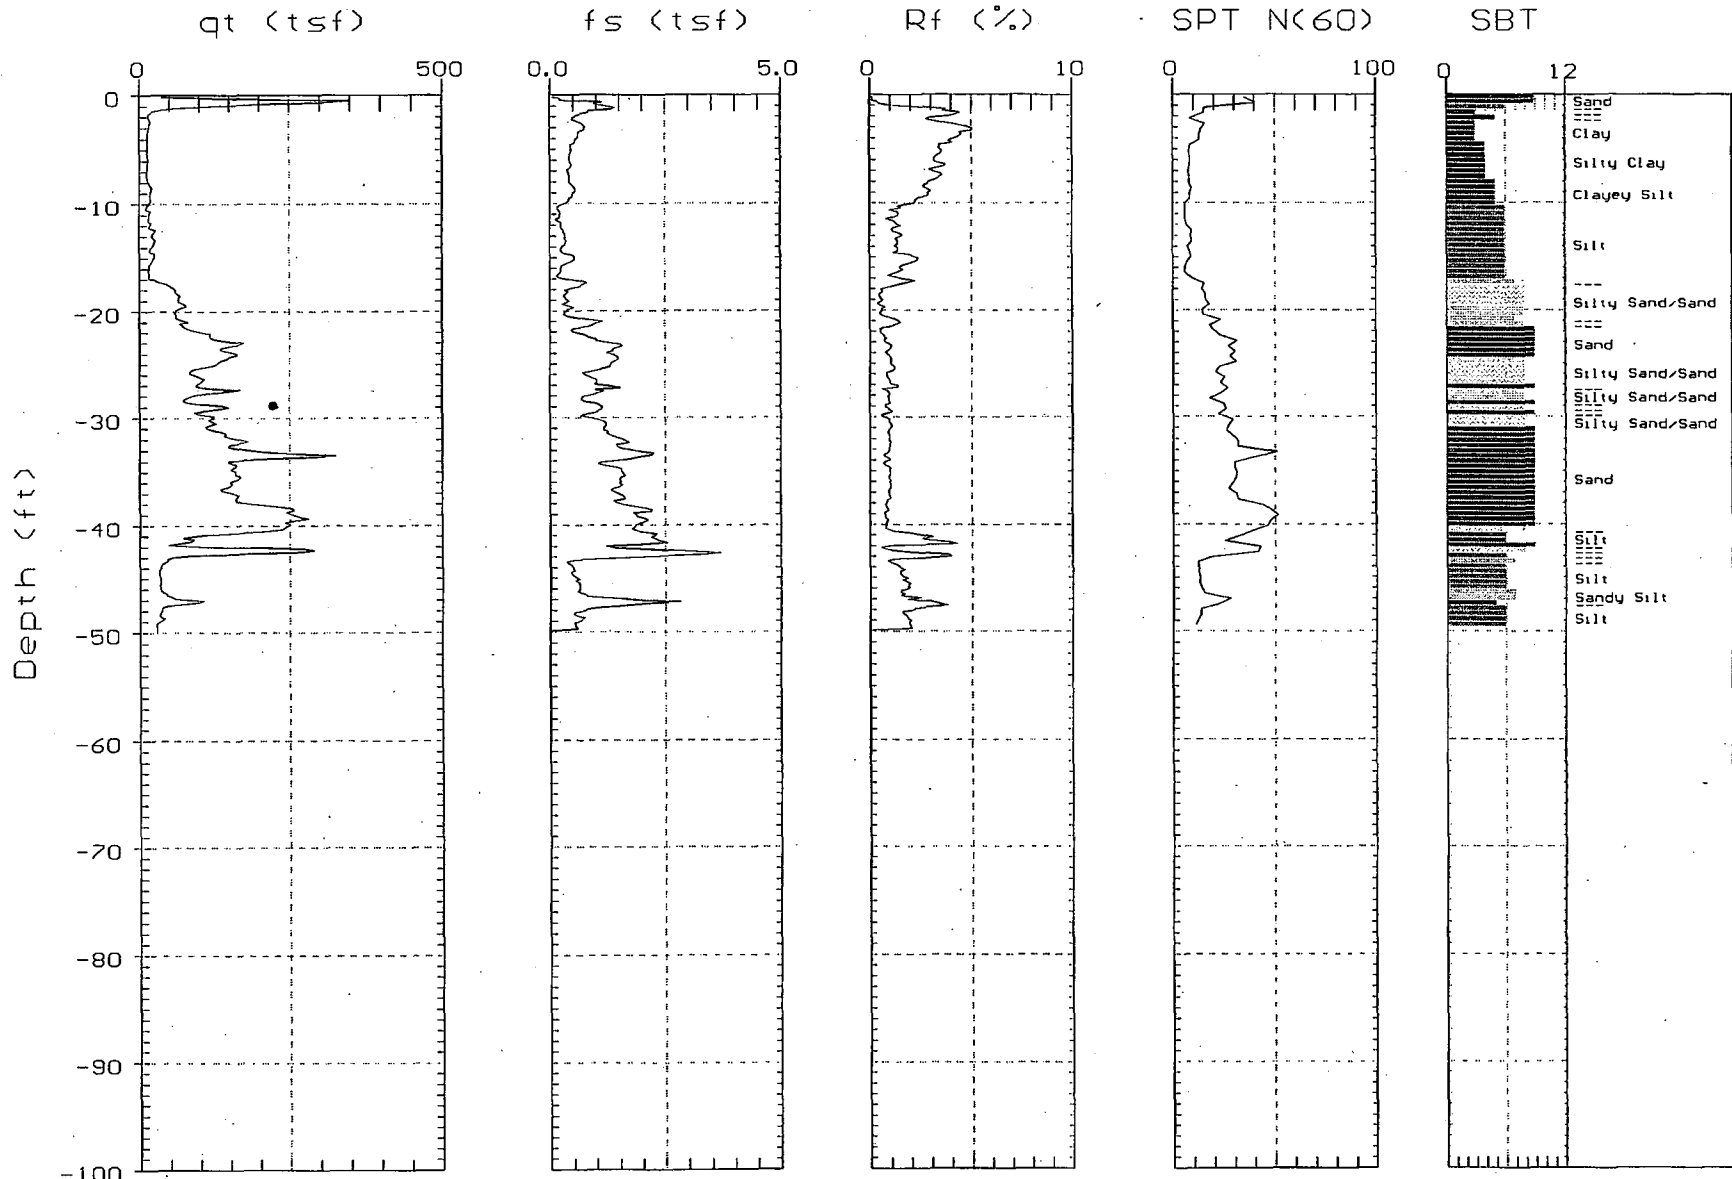 qt (tsf) fs (tsf) Rf (%) SPT N(60) SBT
0 500 0.0 5.0 0 10 0 100 0 12
0
-10
-20
-30
-40
-50
-60
-70
-80
-90
-100
Depth (ft)
Sand
Clay
Silty Clay
Clayey Silt
Silt
Silty Sand/Sand
Sand
Silty Sand/Sand
Silty Sand/Sand
Silty Sand/Sand
Sand
Silt
Silt
Sandy Silt
Silt